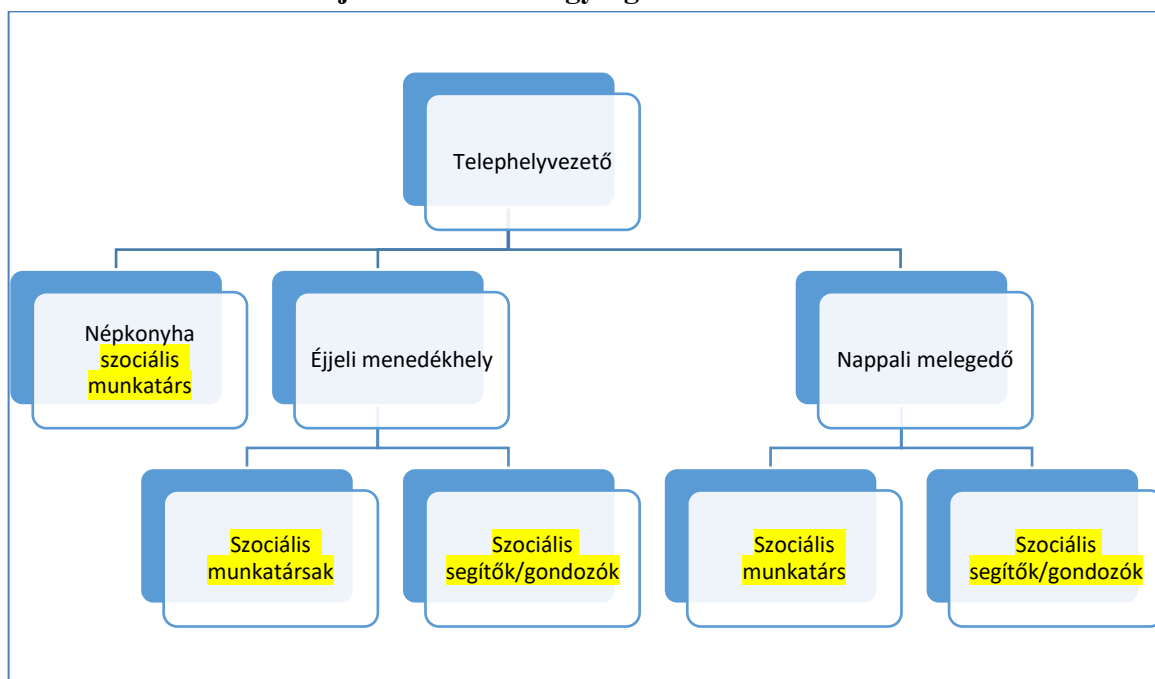 Telephelyvezető
Népkonyha
szociális
munkatárs
Éjjeli menedékhely
Nappali melegedő
Szociális
munkatársak
Szociális
segítők/gondozók
Szociális
munkatárs
Szociális
segítők/gondozók